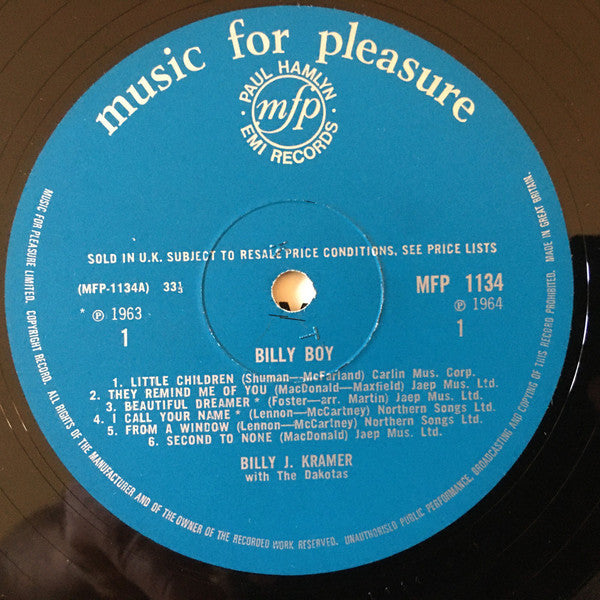 music for pleasure
PAUL HAMLYN
mfp
EMI RECORDS
SOLD IN U.K. SUBJECT TO RESALE PRICE CONDITIONS, SEE PRICE LISTS
(MFP-1134A) 33⅓
MFP 1134
* ℗ 1963
℗ 1964
1
1
BILLY BOY
1. LITTLE CHILDREN (Shuman—McFarland) Carlin Mus. Corp.
2. THEY REMIND ME OF YOU (MacDonald—Maxfield) Jaep Mus. Ltd.
3. BEAUTIFUL DREAMER * (Foster—arr. Martin) Jaep Mus. Ltd.
4. I CALL YOUR NAME * (Lennon—McCartney) Northern Songs Ltd.
5. FROM A WINDOW (Lennon—McCartney) Northern Songs Ltd.
6. SECOND TO NONE (MacDonald) Jaep Mus. Ltd.
BILLY J. KRAMER
with The Dakotas
MUSIC FOR PLEASURE LIMITED. COPYRIGHT RECORD. ALL RIGHTS OF THE MANUFACTURER AND OF THE OWNER OF THE RECORDED WORK RESERVED. UNAUTHORISED PUBLIC PERFORMANCE, BROADCASTING AND COPYING OF THIS RECORD PROHIBITED. MADE IN GREAT BRITAIN.